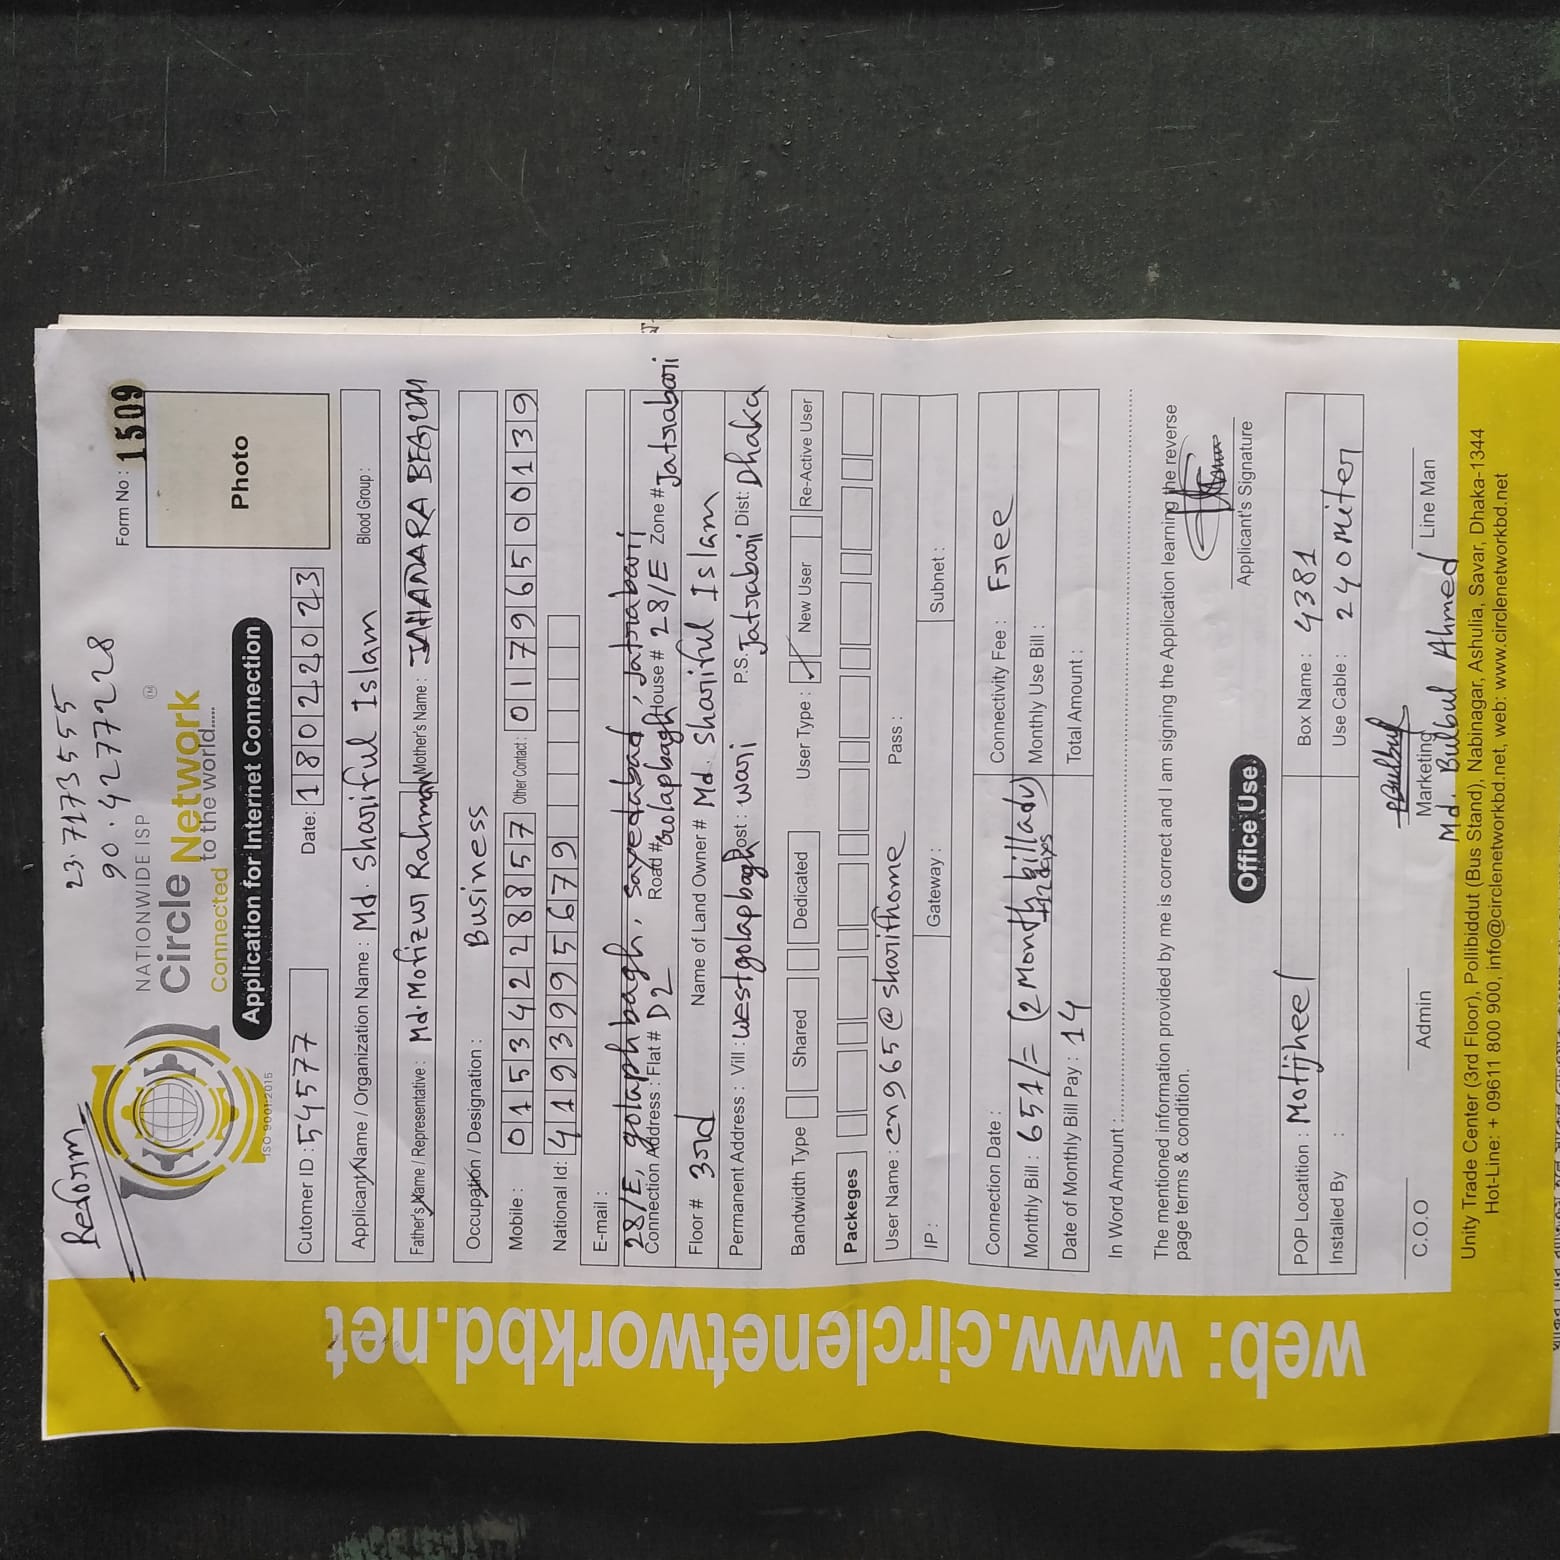 Reform
23.7173555
90.4277228
NATIONWIDE ISP
Circle Network TM
Connected to the world.....
ISO 9001:2015
Form No : 1509
Photo
Application for Internet Connection
Cutomer ID : 54577 Date: 18022023
Applicant Name / Organization Name : Md. Shariful Islam Blood Group :
Father's Name / Representative : Md. Mofizur Rahman Mother's Name : JAHANARA BEGUM
Occupation / Designation : Business
Mobile : 01534228857 Other Contact : 01796500139
National Id: 4193995679
E-mail :
28/E, golaphbagh, sayedabad, Jatrabari
Connection Address : Flat # D2 Road # Golapbagh House # 28/E Zone # Jatrabari
Floor # 3rd Name of Land Owner # Md. Shariful Islam
Permanent Address : Vill : westgolapbagh Post : wari P.S. Jatrabari Dist: Dhaka
Bandwidth Type Shared Dedicated User Type : New User Re-Active User
Packeges
User Name : cn965@sharifhome Pass :
IP : Gateway : Subnet :
Connection Date : Connectivity Fee : Free
Monthly Bill : 651/= (2 Month bill adv) Monthly Use Bill :
+12 days
Date of Monthly Bill Pay : 14 Total Amount :
In Word Amount :
The mentioned information provided by me is correct and I am signing the Application learning the reverse
page terms & condition.
Applicant's Signature
Office Use
POP Locatition : Motijheel Box Name : 4381
Installed By : Use Cable : 240 miter
Bulbul
C.O.O Admin Marketing Line Man
Md. Bulbul Ahmed
Unity Trade Center (3rd Floor), Pollibiddut (Bus Stand), Nabinagar, Ashulia, Savar, Dhaka-1344
Hot-Line: + 09611 800 900, info@circlenetworkbd.net, web: www.circlenetworkbd.net
web: www.circlenetworkbd.net